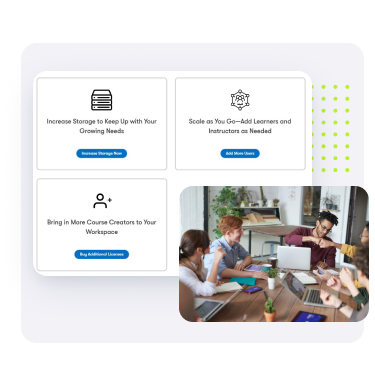 Increase Storage to Keep Up with Your
Growing Needs
Increase Storage Now
Scale as You Go—Add Learners and
Instructors as Needed
Add More Users
Bring in More Course Creators to Your
Workspace
Buy Additional Licenses